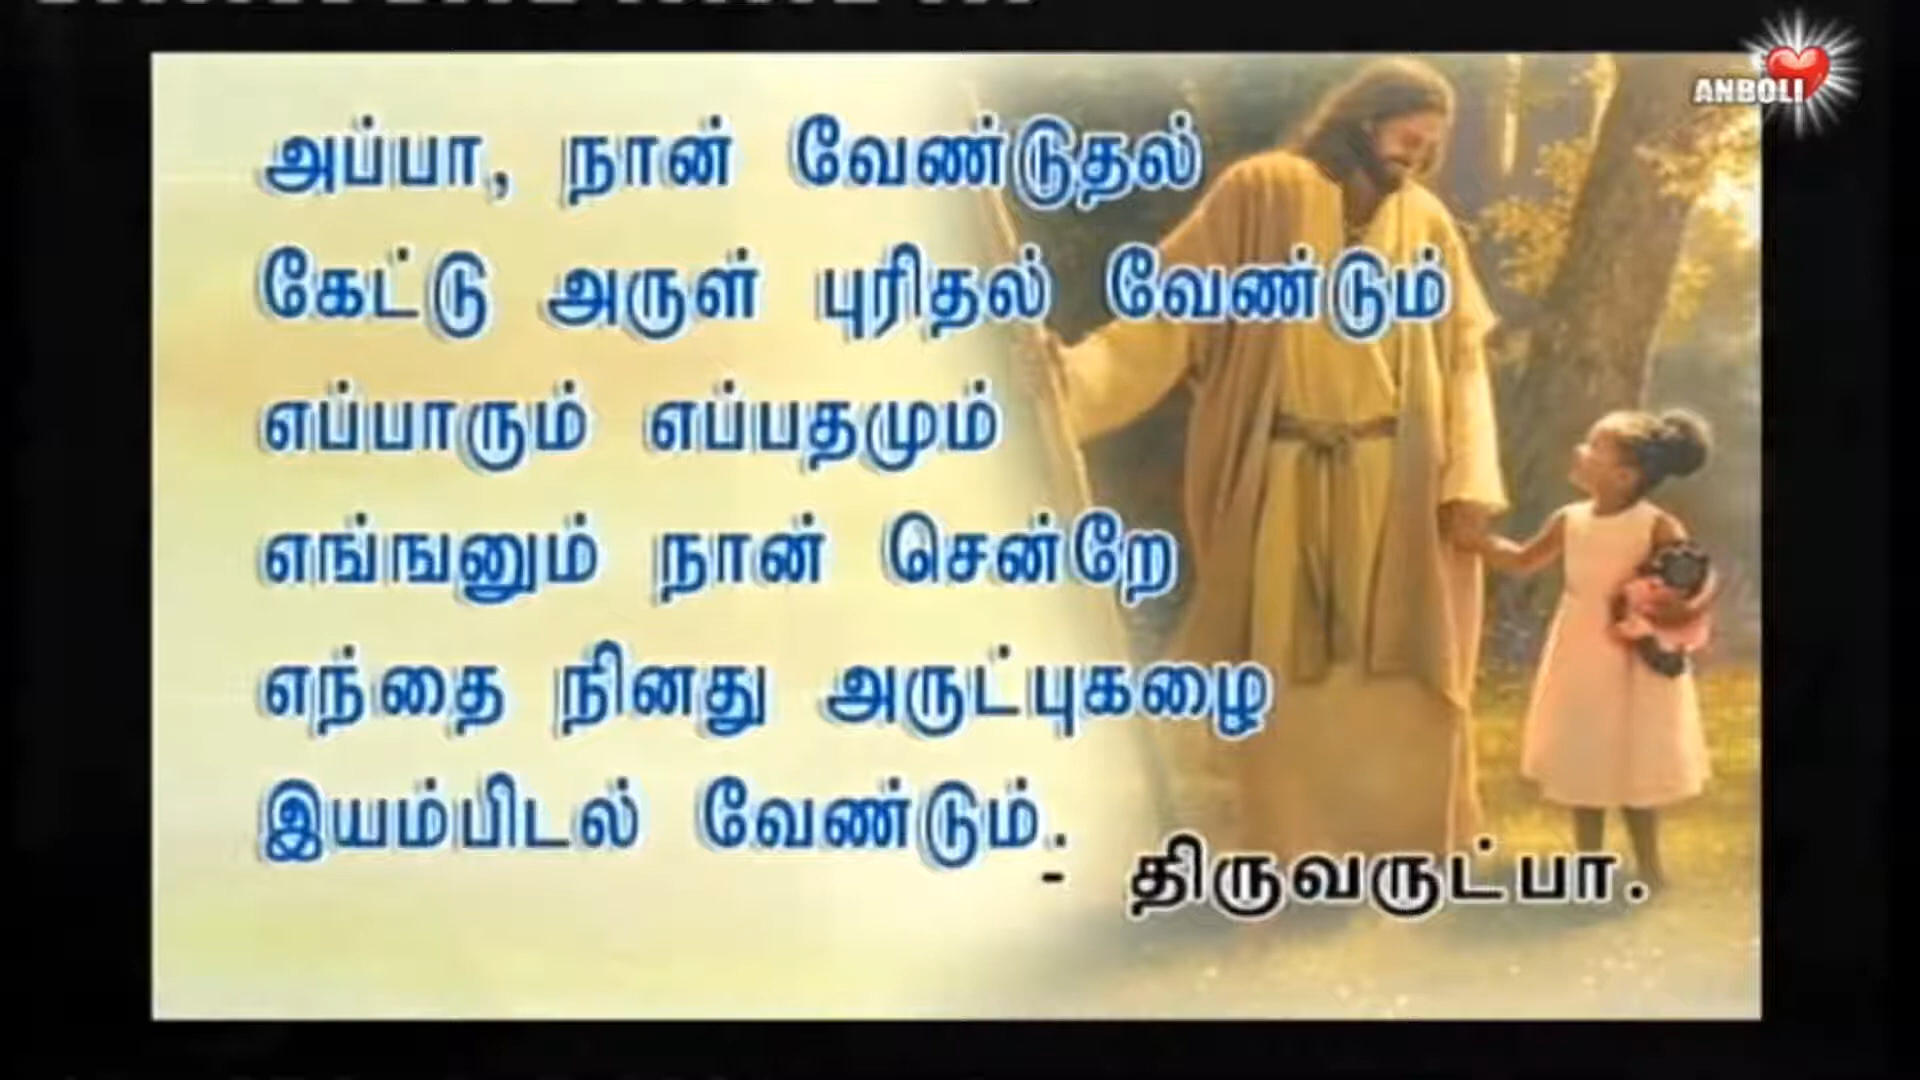 ANBOLI
அப்பா, நான் வேண்டுதல்
கேட்டு அருள் புரிதல் வேண்டும்
எப்பாரும் எப்பதமும்
எங்ஙனும் நான் சென்றே
எந்தை நினது அருட்புகழை
இயம்பிடல் வேண்டும்.
- திருவருட்பா.